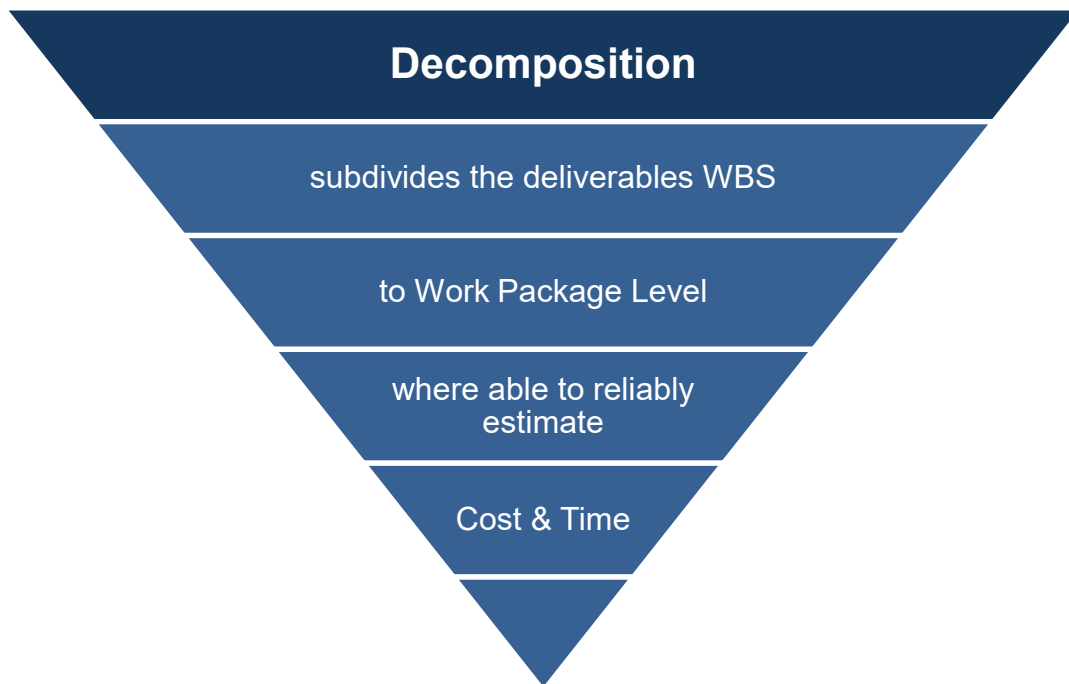 Decomposition
subdivides the deliverables WBS
to Work Package Level
where able to reliably
estimate
Cost & Time